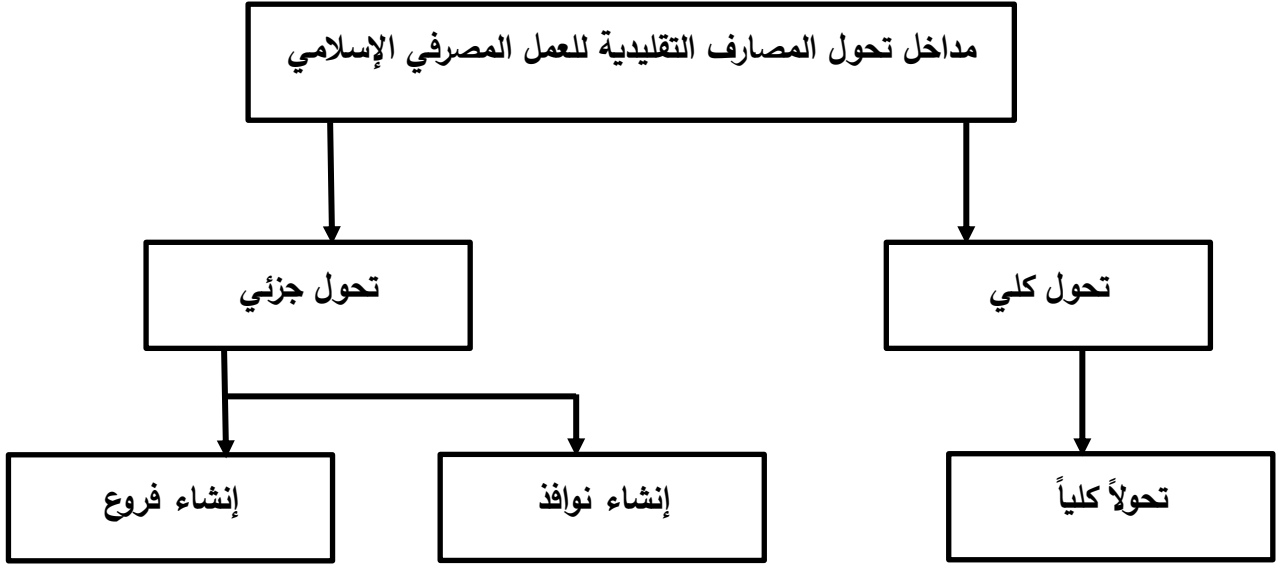 مداخل تحول المصارف التقليدية للعمل المصرفي الإسلامي
تحول كلي
تحول جزئي
تحولاً كلياً
إنشاء نوافذ
إنشاء فروع